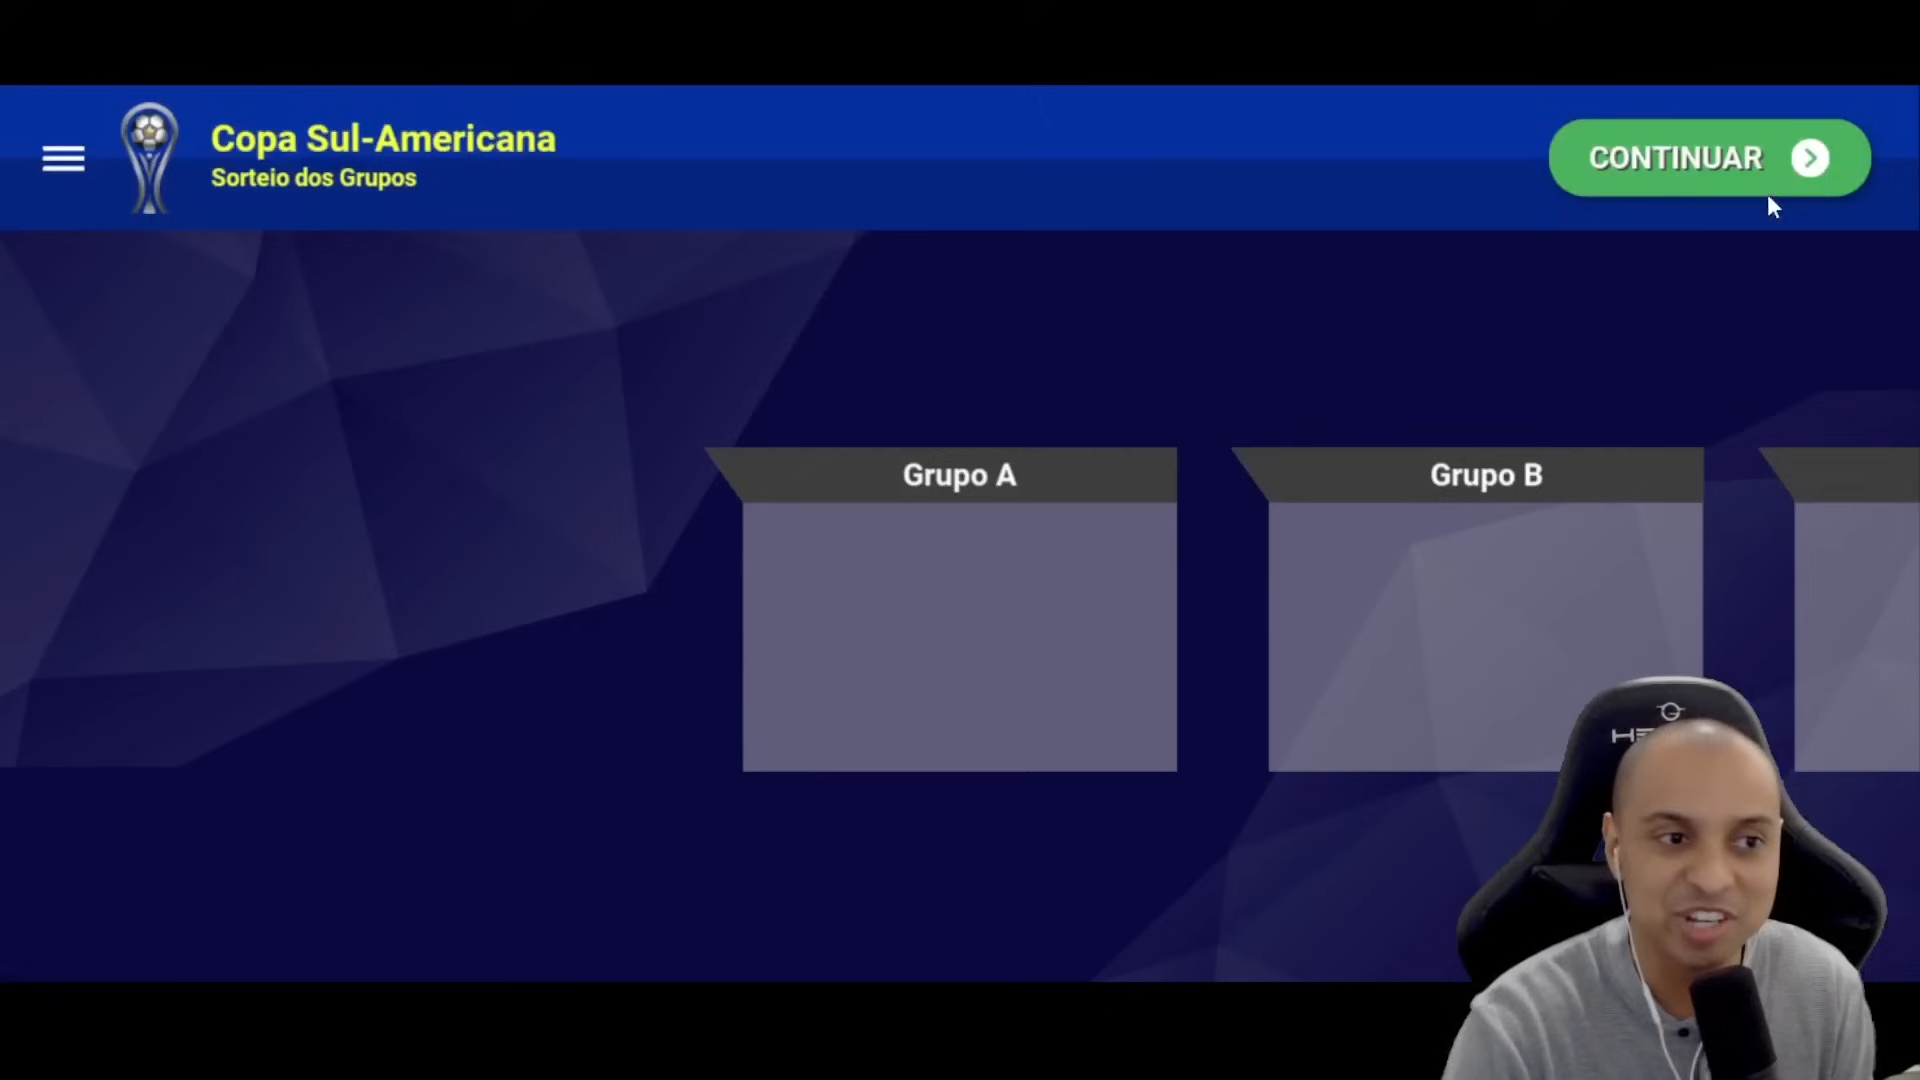 Copa Sul-Americana
Sorteio dos Grupos
CONTINUAR
Grupo A
Grupo B